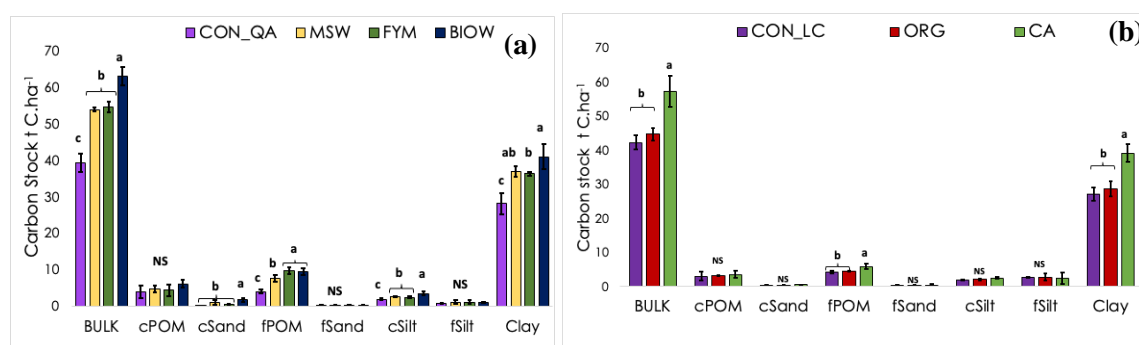 CON_QA MSW FYM BIOW (a)
Carbon Stock t C.ha-1
70
60
50
40
30
20
10
0
c b a
NS
b a
c b a
c b a
NS
c ab b a
BULK cPOM cSand fPOM fSand cSilt fSilt Clay
CON_LC ORG CA (b)
Carbon stock t C.ha-1
70
60
50
40
30
20
10
0
b a
NS
NS
b a
NS
NS
NS
b a
BULK cPOM cSand fPOM fSand cSilt fSilt Clay